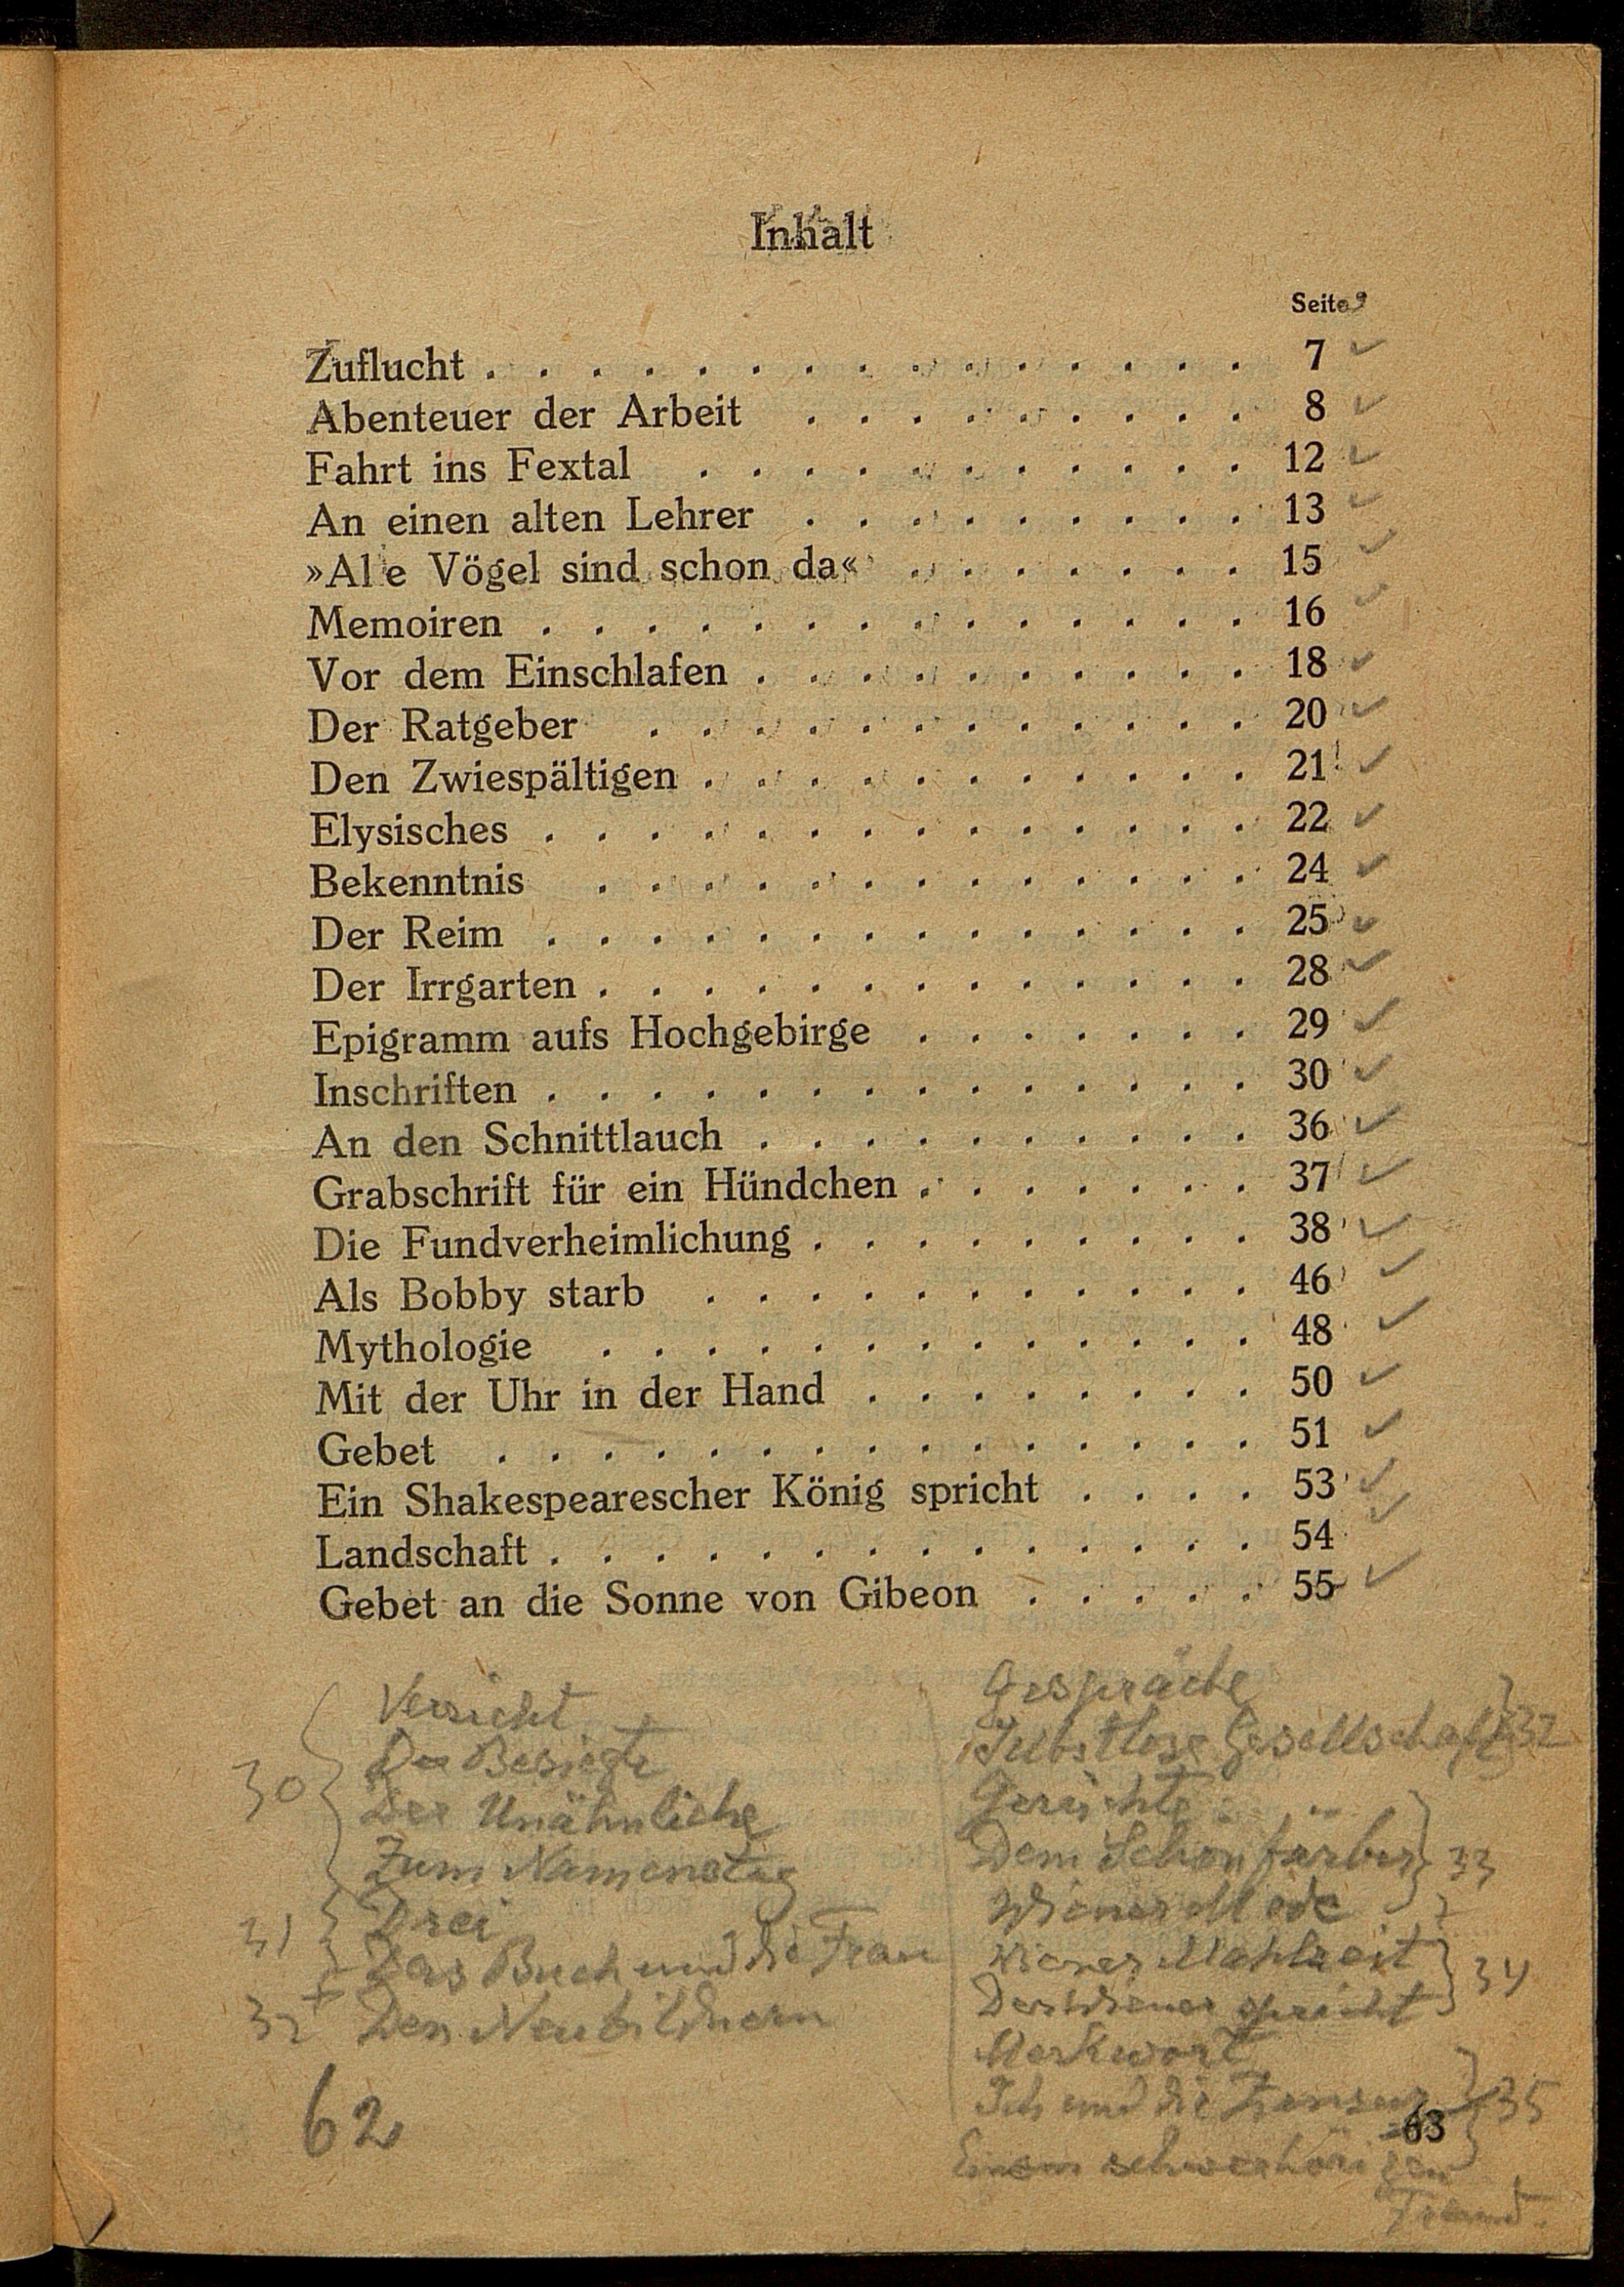 Inhalt
Seite
Zuflucht . . . . . . . . . . . . . . . 7
Abenteuer der Arbeit . . . . . . . . . 8
Fahrt ins Fextal . . . . . . . . . . . 12
An einen alten Lehrer . . . . . . . . . 13
»Al e Vögel sind schon da« . . . . . . . 15
Memoiren . . . . . . . . . . . . . . 16
Vor dem Einschlafen . . . . . . . . . . 18
Der Ratgeber . . . . . . . . . . . . 20
Den Zwiespältigen . . . . . . . . . . . 21
Elysisches . . . . . . . . . . . . . . 22
Bekenntnis . . . . . . . . . . . . . 24
Der Reim . . . . . . . . . . . . . . 25
Der Irrgarten . . . . . . . . . . . . . 28
Epigramm aufs Hochgebirge . . . . . . . 29
Inschriften . . . . . . . . . . . . . . 30
An den Schnittlauch . . . . . . . . . . 36
Grabschrift für ein Hündchen . . . . . . . 37
Die Fundverheimlichung . . . . . . . . . 38
Als Bobby starb . . . . . . . . . . . 46
Mythologie . . . . . . . . . . . . . 48
Mit der Uhr in der Hand . . . . . . . . 50
Gebet . . . . . . . . . . . . . . . 51
Ein Shakespearescher König spricht . . . . 53
Landschaft . . . . . . . . . . . . . . 54
Gebet an die Sonne von Gibeon . . . . . 55
Verzicht
Der Besiegte
30 Der Unähnliche
Zum Namenstag
31 Drei
Das Buch und die Frau
32 Den Neubildnern
62
Gespräche
Selbstlose Gesellschaft 32
Gerüchte
Dem Schönfärber 33
Wiener Mode
Wiener Mahlzeit 34
Der Wiener spricht
Merkwort
Ich und die Zensur 35
63
Einem schwerhörigen
Freund.